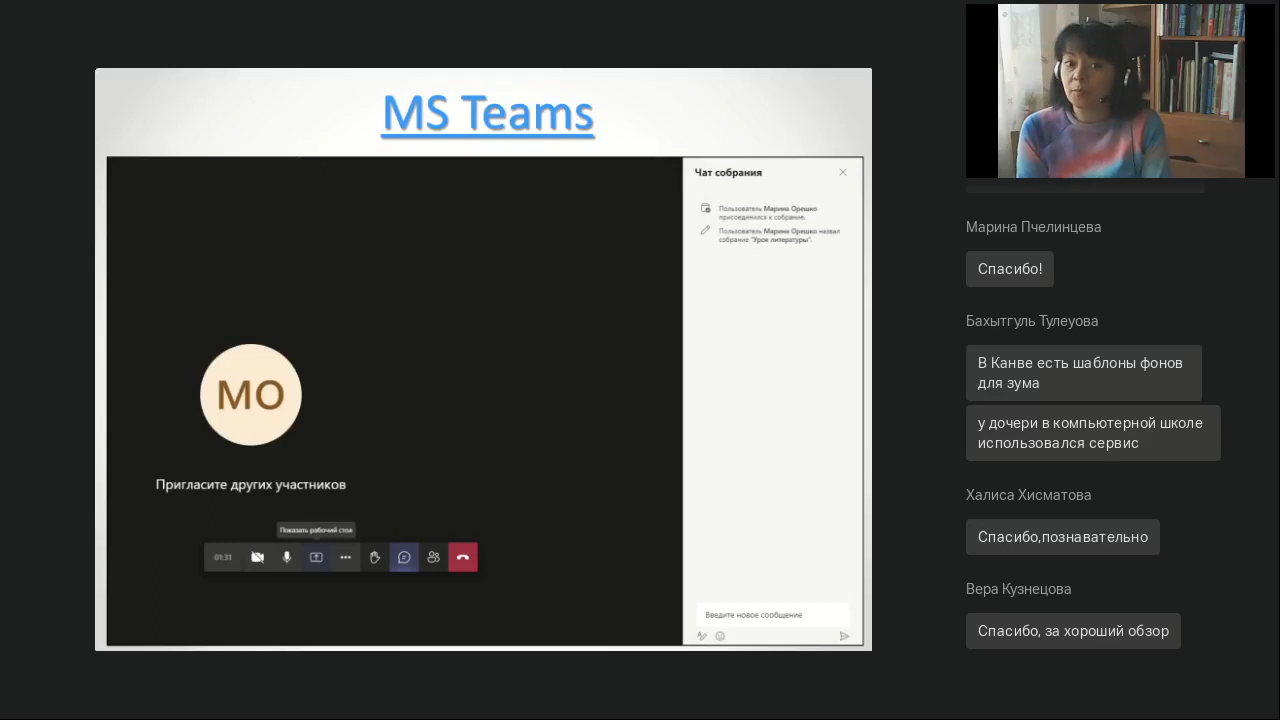 MS Teams
Чат собрания
Пользователь Марина Орешко
присоединился к собранию.
Пользователь Марина Орешко назвал
собрание "Урок литературы".
МО
Пригласите других участников
Показать рабочий стол
01:31
Введите новое сообщение
Марина Пчелинцева
Спасибо!
Бахытгуль Тулеуова
В Канве есть шаблоны фонов
для зума
у дочери в компьютерной школе
использовался сервис
Халиса Хисматова
Спасибо,познавательно
Вера Кузнецова
Спасибо, за хороший обзор